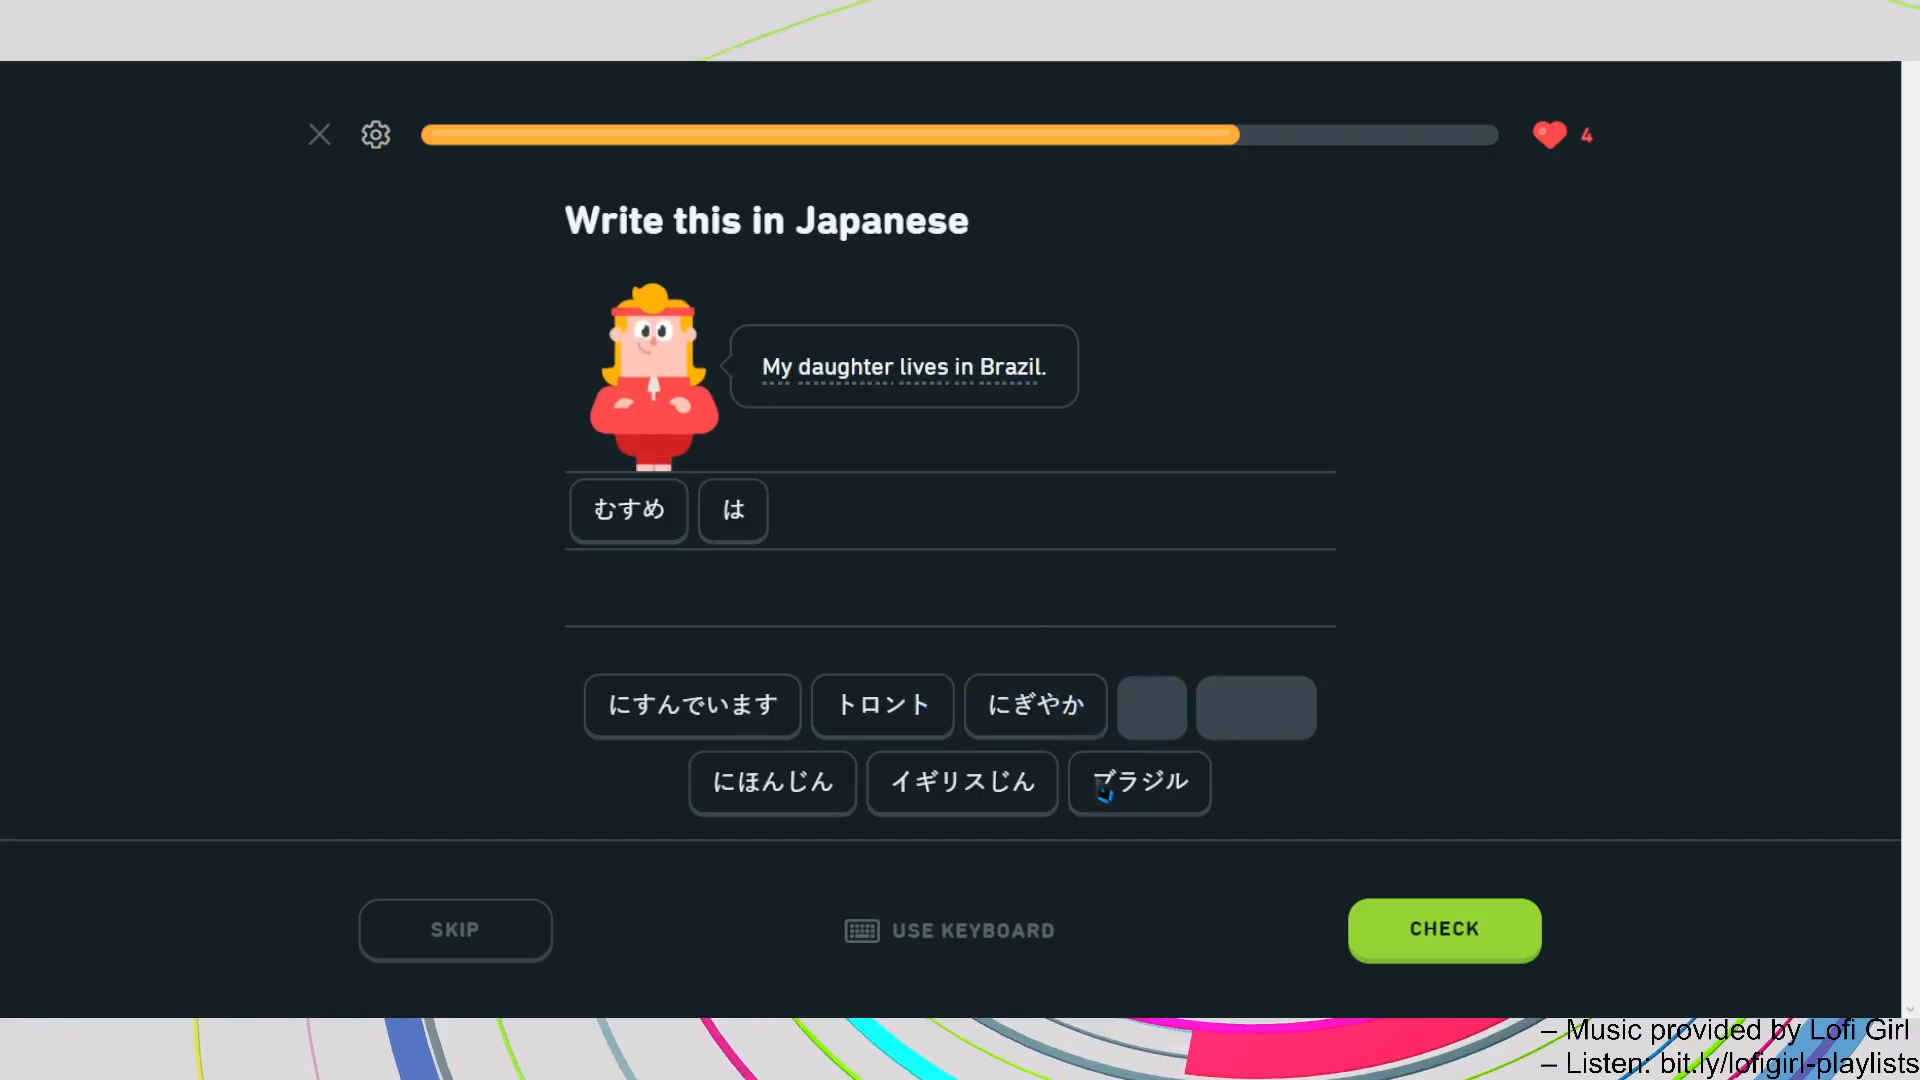 4
Write this in Japanese
My daughter lives in Brazil.
むすめ は
にすんでいます トロント にぎやか
にほんじん イギリスじん ブラジル
SKIP USE KEYBOARD CHECK
– Music provided by Lofi Girl
– Listen: bit.ly/lofigirl-playlists